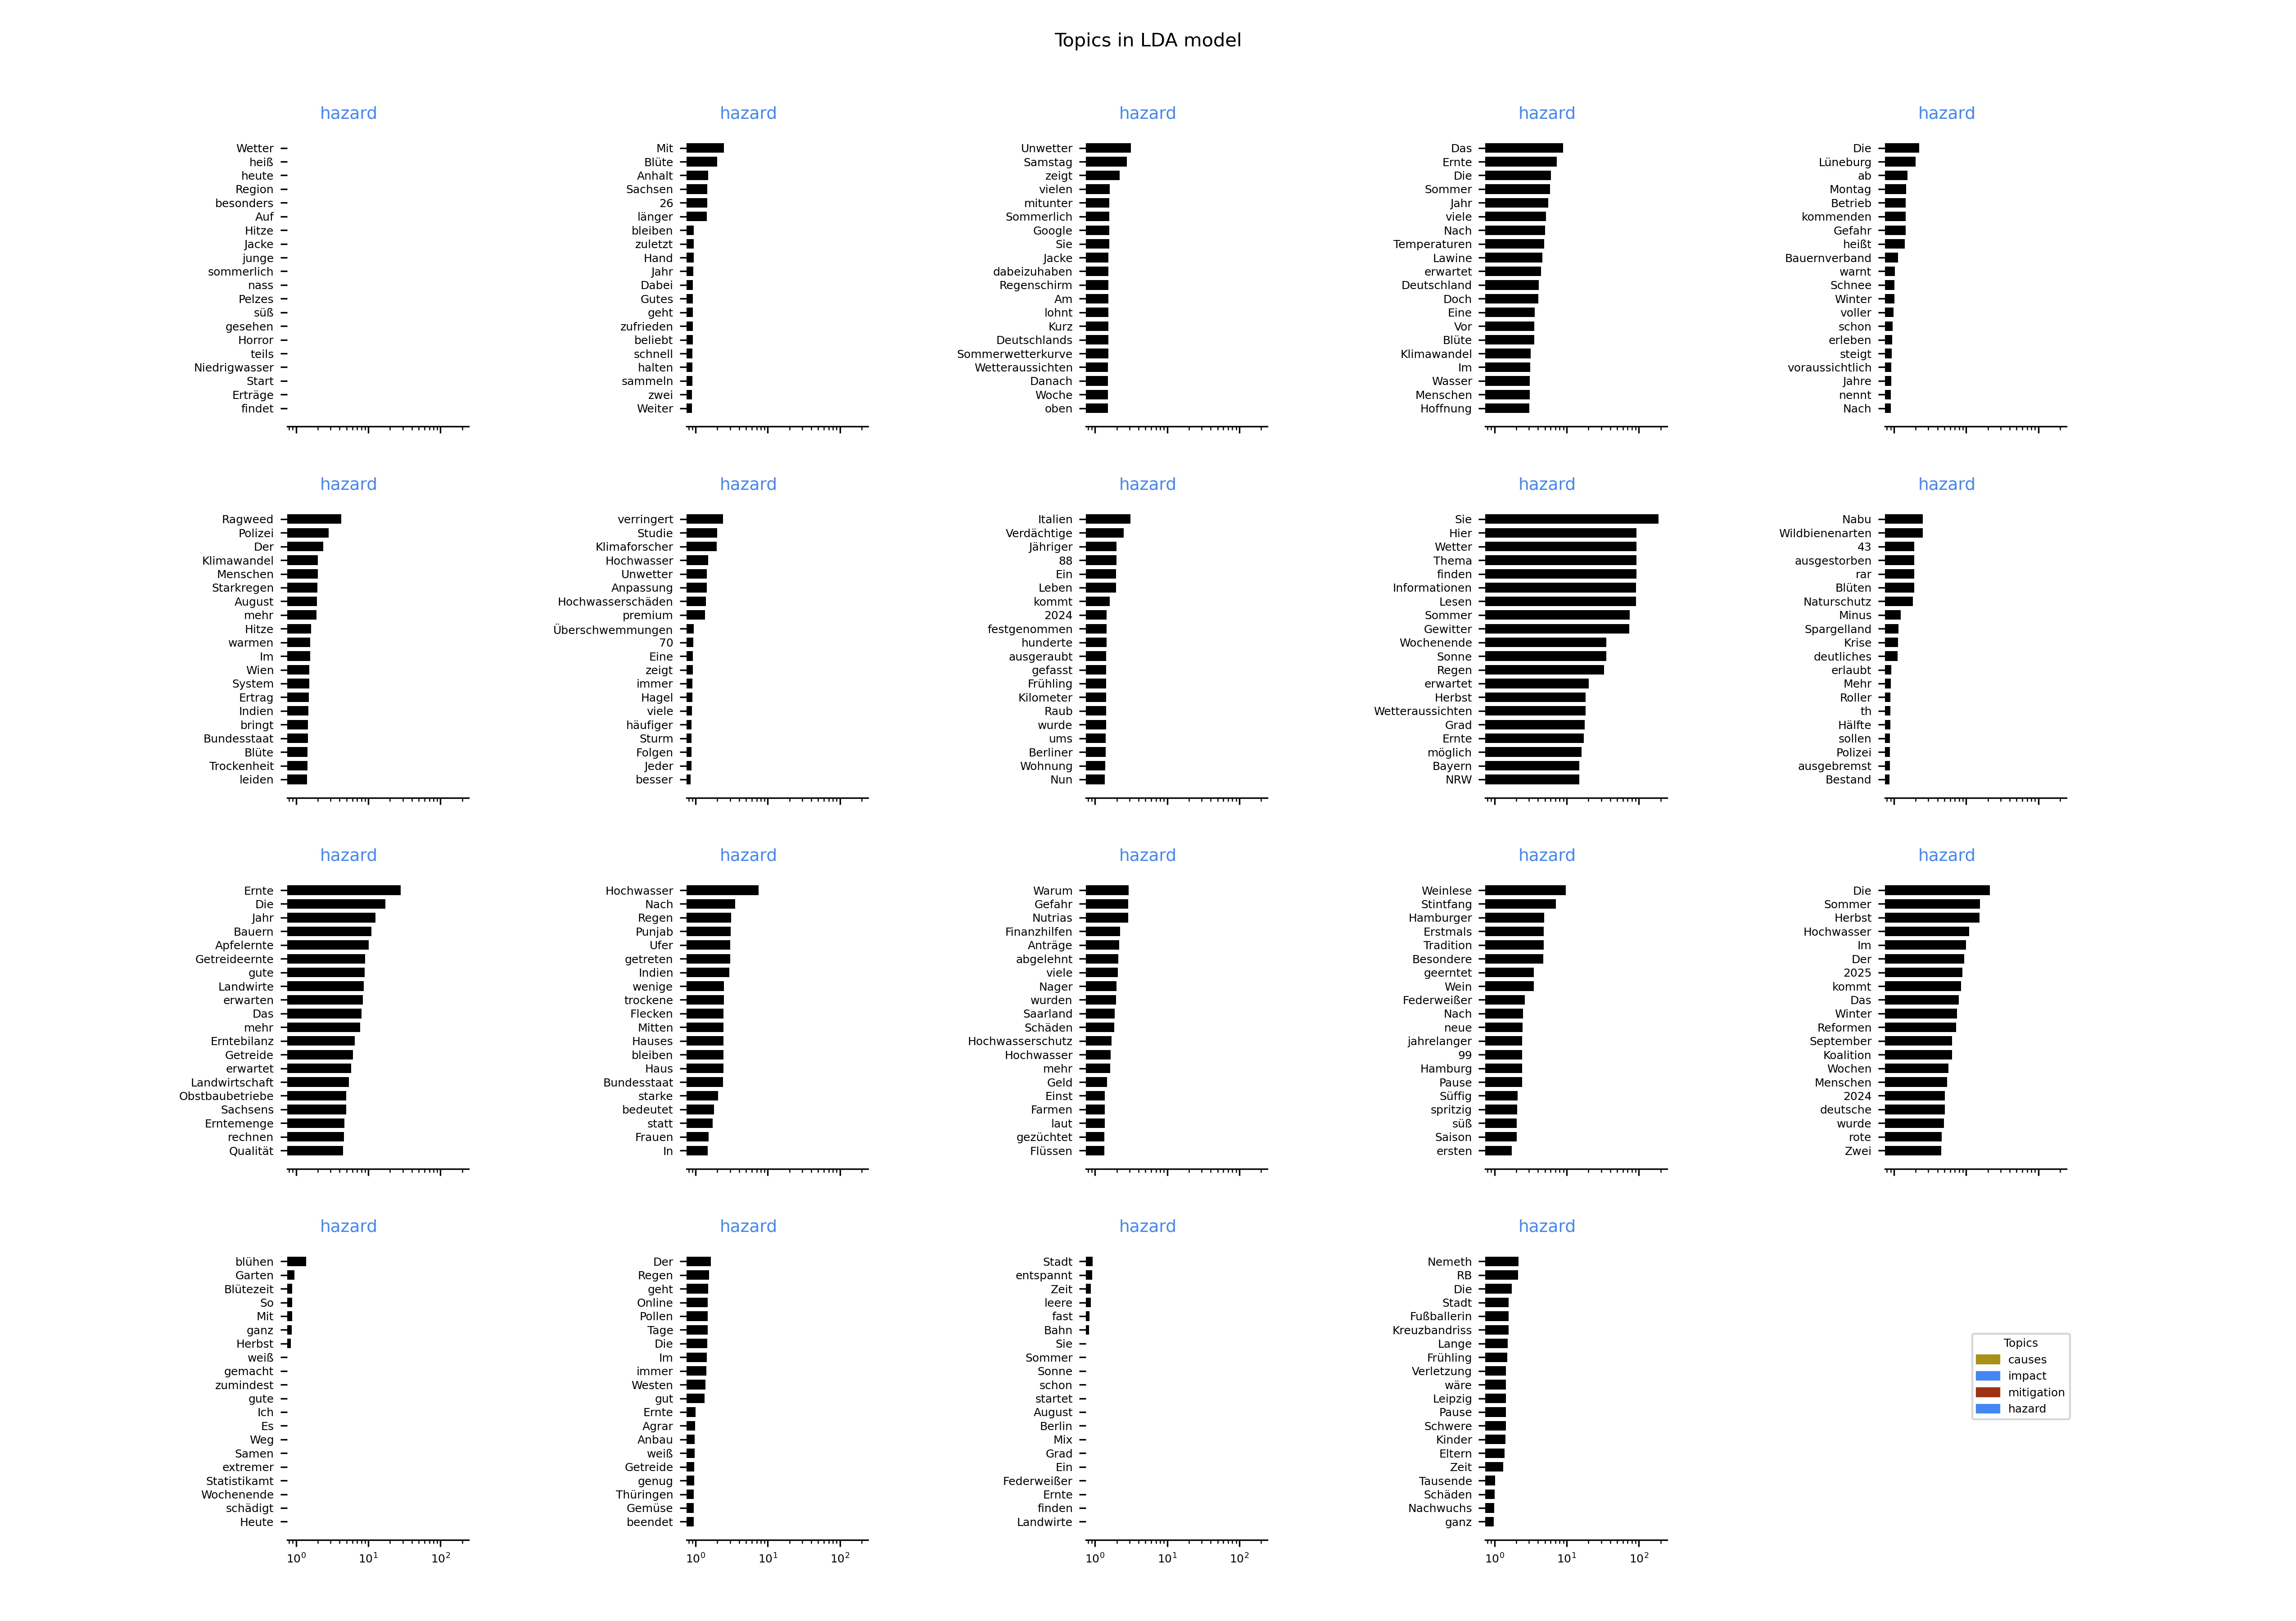 Topics in LDA model
hazard
Wetter
heiß
heute
Region
besonders
Auf
Hitze
Jacke
junge
sommerlich
nass
Pelzes
süß
gesehen
Horror
teils
Niedrigwasser
Start
Erträge
findet
hazard
Mit
Blüte
Anhalt
Sachsen
26
länger
bleiben
zuletzt
Hand
Jahr
Dabei
Gutes
geht
zufrieden
beliebt
schnell
halten
sammeln
zwei
Weiter
hazard
Unwetter
Samstag
zeigt
vielen
mitunter
Sommerlich
Google
Sie
Jacke
dabeizuhaben
Regenschirm
Am
lohnt
Kurz
Deutschlands
Sommerwetterkurve
Wetteraussichten
Danach
Woche
oben
hazard
Das
Ernte
Die
Sommer
Jahr
viele
Nach
Temperaturen
Lawine
erwartet
Deutschland
Doch
Eine
Vor
Blüte
Klimawandel
Im
Wasser
Menschen
Hoffnung
hazard
Die
Lüneburg
ab
Montag
Betrieb
kommenden
Gefahr
heißt
Bauernverband
warnt
Schnee
Winter
voller
schon
erleben
steigt
voraussichtlich
Jahre
nennt
Nach
hazard
Ragweed
Polizei
Der
Klimawandel
Menschen
Starkregen
August
mehr
Hitze
warmen
Im
Wien
System
Ertrag
Indien
bringt
Bundesstaat
Blüte
Trockenheit
leiden
hazard
verringert
Studie
Klimaforscher
Hochwasser
Unwetter
Anpassung
Hochwasserschäden
premium
Überschwemmungen
70
Eine
zeigt
immer
Hagel
viele
häufiger
Sturm
Folgen
Jeder
besser
hazard
Italien
Verdächtige
Jähriger
88
Ein
Leben
kommt
2024
festgenommen
hunderte
ausgeraubt
gefasst
Frühling
Kilometer
Raub
wurde
ums
Berliner
Wohnung
Nun
hazard
Sie
Hier
Wetter
Thema
finden
Informationen
Lesen
Sommer
Gewitter
Wochenende
Sonne
Regen
erwartet
Herbst
Wetteraussichten
Grad
Ernte
möglich
Bayern
NRW
hazard
Nabu
Wildbienenarten
43
ausgestorben
rar
Blüten
Naturschutz
Minus
Spargelland
Krise
deutliches
erlaubt
Mehr
Roller
th
Hälfte
sollen
Polizei
ausgebremst
Bestand
hazard
Ernte
Die
Jahr
Bauern
Apfelernte
Getreideernte
gute
Landwirte
erwarten
Das
mehr
Erntebilanz
Getreide
erwartet
Landwirtschaft
Obstbaubetriebe
Sachsens
Erntemenge
rechnen
Qualität
hazard
Hochwasser
Nach
Regen
Punjab
Ufer
getreten
Indien
wenige
trockene
Flecken
Mitten
Hauses
bleiben
Haus
Bundesstaat
starke
bedeutet
statt
Frauen
In
hazard
Warum
Gefahr
Nutrias
Finanzhilfen
Anträge
abgelehnt
viele
Nager
wurden
Saarland
Schäden
Hochwasserschutz
Hochwasser
mehr
Geld
Einst
Farmen
laut
gezüchtet
Flüssen
hazard
Weinlese
Stintfang
Hamburger
Erstmals
Tradition
Besondere
geerntet
Wein
Federweißer
Nach
neue
jahrelanger
99
Hamburg
Pause
Süffig
spritzig
süß
Saison
ersten
hazard
Die
Sommer
Herbst
Hochwasser
Im
Der
2025
kommt
Das
Winter
Reformen
September
Koalition
Wochen
Menschen
2024
deutsche
wurde
rote
Zwei
hazard
blühen
Garten
Blütezeit
So
Mit
ganz
Herbst
weiß
gemacht
zumindest
gute
Ich
Es
Weg
Samen
extremer
Statistikamt
Wochenende
schädigt
Heute
10⁰ 10¹ 10²
hazard
Der
Regen
geht
Online
Pollen
Tage
Die
Im
immer
Westen
gut
Ernte
Agrar
Anbau
weiß
Getreide
genug
Thüringen
Gemüse
beendet
10⁰ 10¹ 10²
hazard
Stadt
entspannt
Zeit
leere
fast
Bahn
Sie
Sommer
Sonne
schon
startet
August
Berlin
Mix
Grad
Ein
Federweißer
Ernte
finden
Landwirte
10⁰ 10¹ 10²
hazard
Nemeth
RB
Die
Stadt
Fußballerin
Kreuzbandriss
Lange
Frühling
Verletzung
wäre
Leipzig
Pause
Schwere
Kinder
Eltern
Zeit
Tausende
Schäden
Nachwuchs
ganz
10⁰ 10¹ 10²
Topics
causes
impact
mitigation
hazard